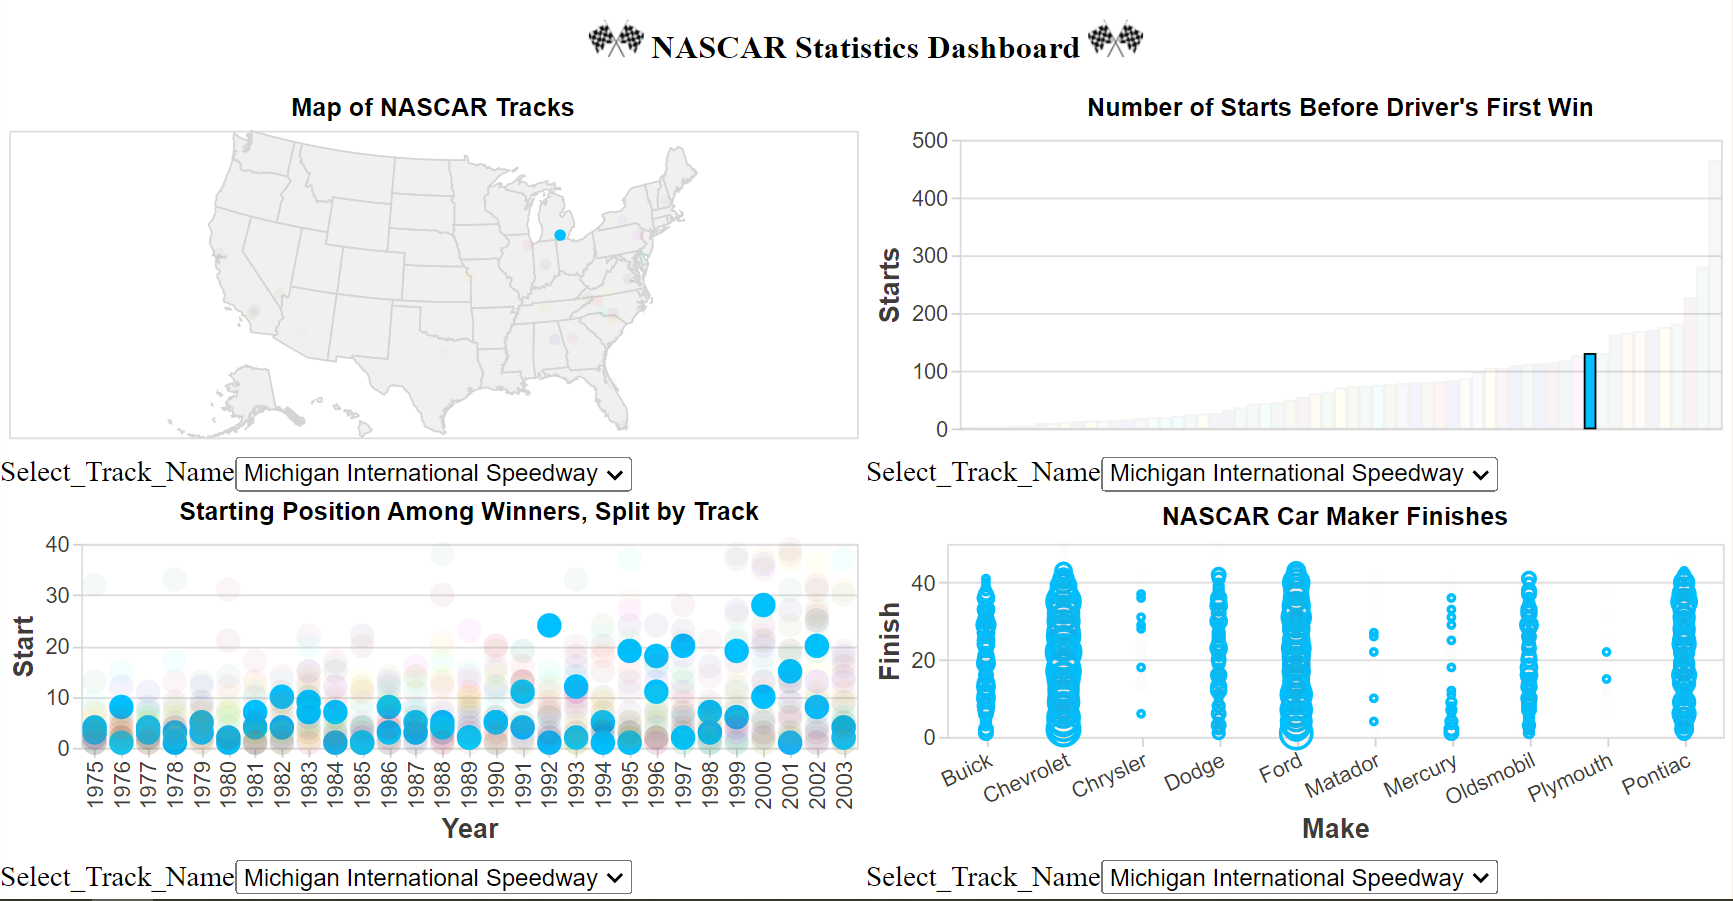 NASCAR Statistics Dashboard
Map of NASCAR Tracks
Select_Track_Name Michigan International Speedway
Number of Starts Before Driver's First Win
500
400
300
200
100
0
Starts
Select_Track_Name Michigan International Speedway
Starting Position Among Winners, Split by Track
40
30
20
10
0
Start
1975 1976 1977 1978 1979 1980 1981 1982 1983 1984 1985 1986 1987 1988 1989 1990 1991 1992 1993 1994 1995 1996 1997 1998 1999 2000 2001 2002 2003
Year
Select_Track_Name Michigan International Speedway
NASCAR Car Maker Finishes
40
20
0
Finish
Buick Chevrolet Chrysler Dodge Ford Matador Mercury Oldsmobil Plymouth Pontiac
Make
Select_Track_Name Michigan International Speedway